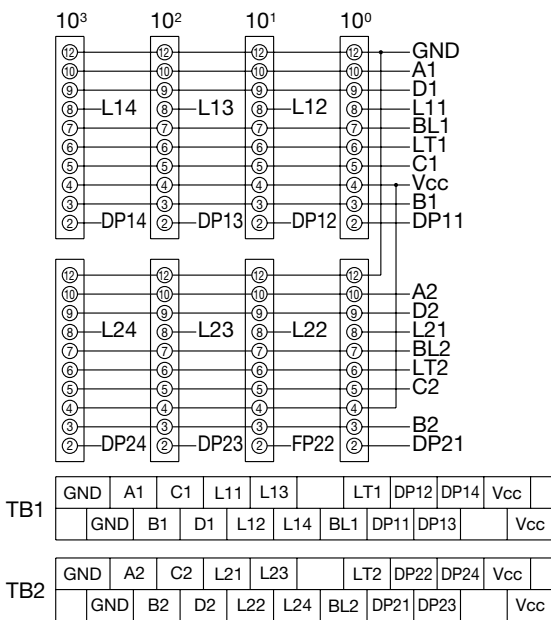 10³ 10² 10¹ 10⁰
⑫ ⑫ ⑫ ⑫ GND
⑩ ⑩ ⑩ ⑩ A1
⑨ ⑨ ⑨ ⑨ D1
⑧ L14 ⑧ L13 ⑧ L12 ⑧ L11
⑦ ⑦ ⑦ ⑦ BL1
⑥ ⑥ ⑥ ⑥ LT1
⑤ ⑤ ⑤ ⑤ C1
④ ④ ④ ④ Vcc
③ ③ ③ ③ B1
② DP14 ② DP13 ② DP12 ② DP11
⑫ ⑫ ⑫ ⑫
⑩ ⑩ ⑩ ⑩ A2
⑨ ⑨ ⑨ ⑨ D2
⑧ L24 ⑧ L23 ⑧ L22 ⑧ L21
⑦ ⑦ ⑦ ⑦ BL2
⑥ ⑥ ⑥ ⑥ LT2
⑤ ⑤ ⑤ ⑤ C2
④ ④ ④ ④
③ ③ ③ ③ B2
② DP24 ② DP23 ② FP22 ② DP21
TB1
GND A1 C1 L11 L13 LT1 DP12 DP14 Vcc
GND B1 D1 L12 L14 BL1 DP11 DP13 Vcc
TB2
GND A2 C2 L21 L23 LT2 DP22 DP24 Vcc
GND B2 D2 L22 L24 BL2 DP21 DP23 Vcc